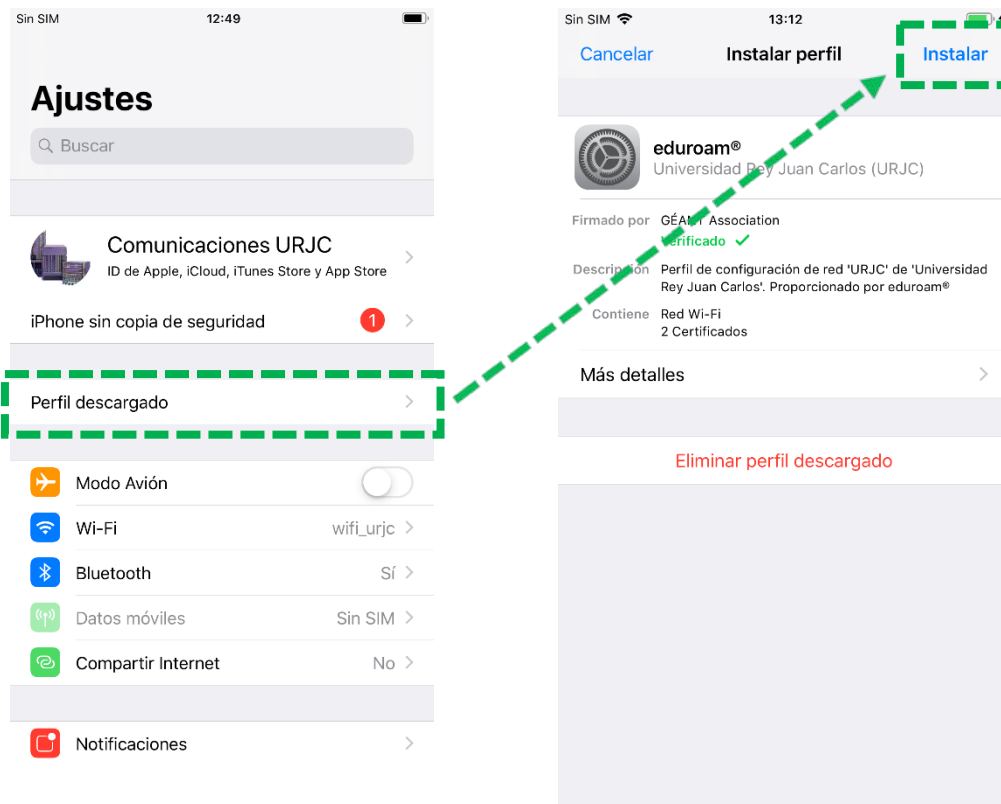 Sin SIM 12:49
Ajustes
Buscar
Comunicaciones URJC
ID de Apple, iCloud, iTunes Store y App Store
iPhone sin copia de seguridad 1
Perfil descargado
Modo Avión
Wi-Fi wifi_urjc
Bluetooth Sí
Datos móviles Sin SIM
Compartir Internet No
Notificaciones
Sin SIM 13:12
Cancelar Instalar perfil Instalar
eduroam®
Universidad Rey Juan Carlos (URJC)
Firmado por GÉANT Association
Verificado
Descripción Perfil de configuración de red 'URJC' de 'Universidad
Rey Juan Carlos'. Proporcionado por eduroam®
Contiene Red Wi-Fi
2 Certificados
Más detalles
Eliminar perfil descargado